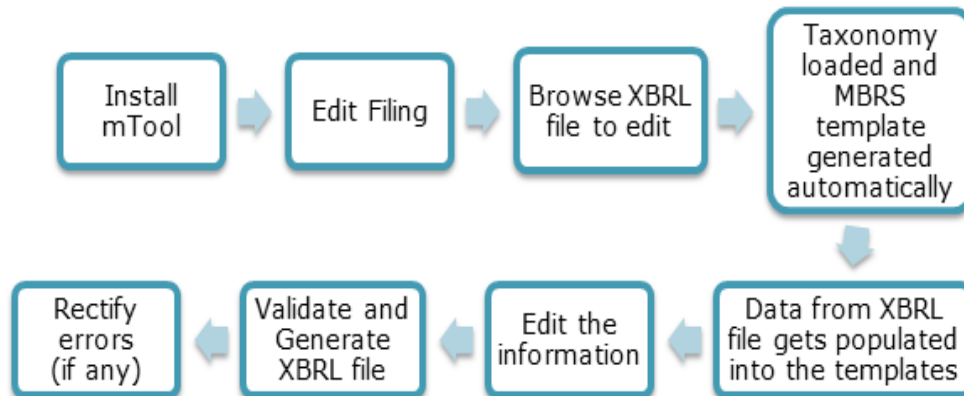 Install
mTool
Edit Filing
Browse XBRL
file to edit
Taxonomy
loaded and
MBRS
template
generated
automatically
Data from XBRL
file gets populated
into the templates
Edit the
information
Validate and
Generate
XBRL file
Rectify
errors
(if any)